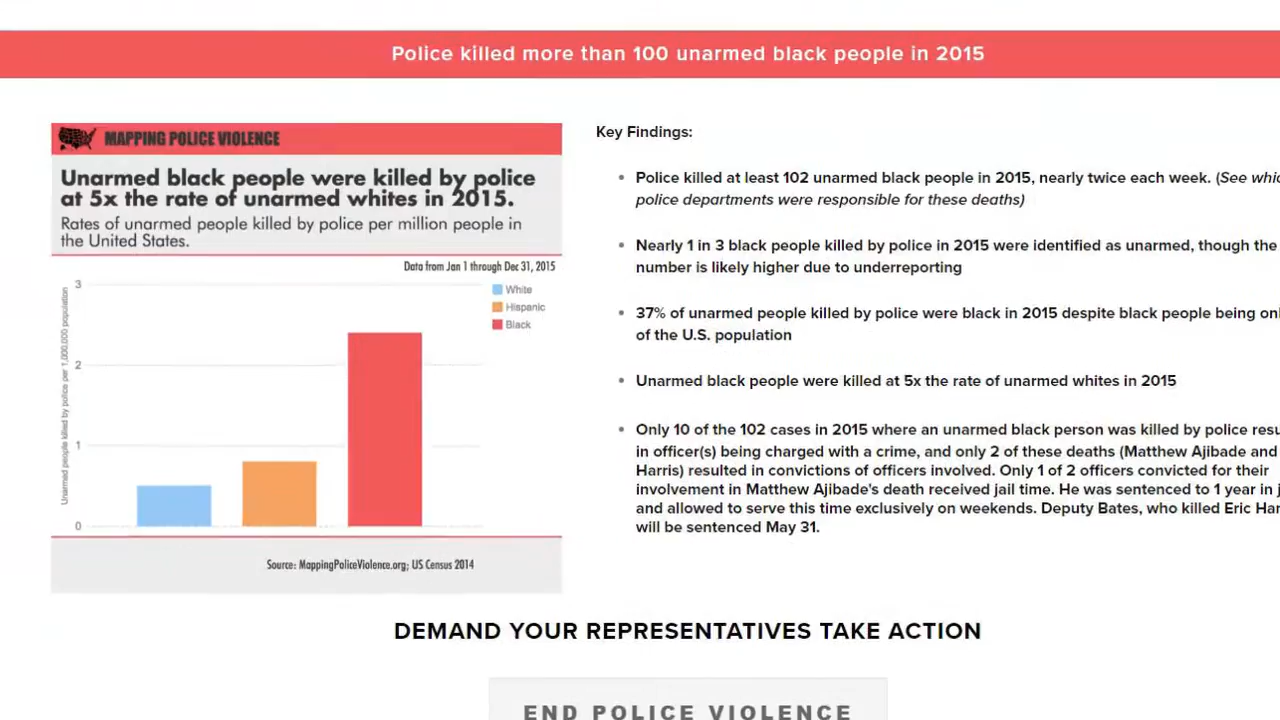 Police killed more than 100 unarmed black people in 2015
MAPPING POLICE VIOLENCE
Unarmed black people were killed by police
at 5x the rate of unarmed whites in 2015.
Rates of unarmed people killed by police per million people in
the United States.
Data from Jan 1 through Dec 31, 2015
Unarmed people killed by police per 1,000,000 population
3
2
1
0
White
Hispanic
Black
Source: MappingPoliceViolence.org; US Census 2014
Key Findings:
Police killed at least 102 unarmed black people in 2015, nearly twice each week. (See whic
police departments were responsible for these deaths)
Nearly 1 in 3 black people killed by police in 2015 were identified as unarmed, though the
number is likely higher due to underreporting
37% of unarmed people killed by police were black in 2015 despite black people being onl
of the U.S. population
Unarmed black people were killed at 5x the rate of unarmed whites in 2015
Only 10 of the 102 cases in 2015 where an unarmed black person was killed by police resu
in officer(s) being charged with a crime, and only 2 of these deaths (Matthew Ajibade and
Harris) resulted in convictions of officers involved. Only 1 of 2 officers convicted for their
involvement in Matthew Ajibade's death received jail time. He was sentenced to 1 year in j
and allowed to serve this time exclusively on weekends. Deputy Bates, who killed Eric Har
will be sentenced May 31.
DEMAND YOUR REPRESENTATIVES TAKE ACTION
END POLICE VIOLENCE